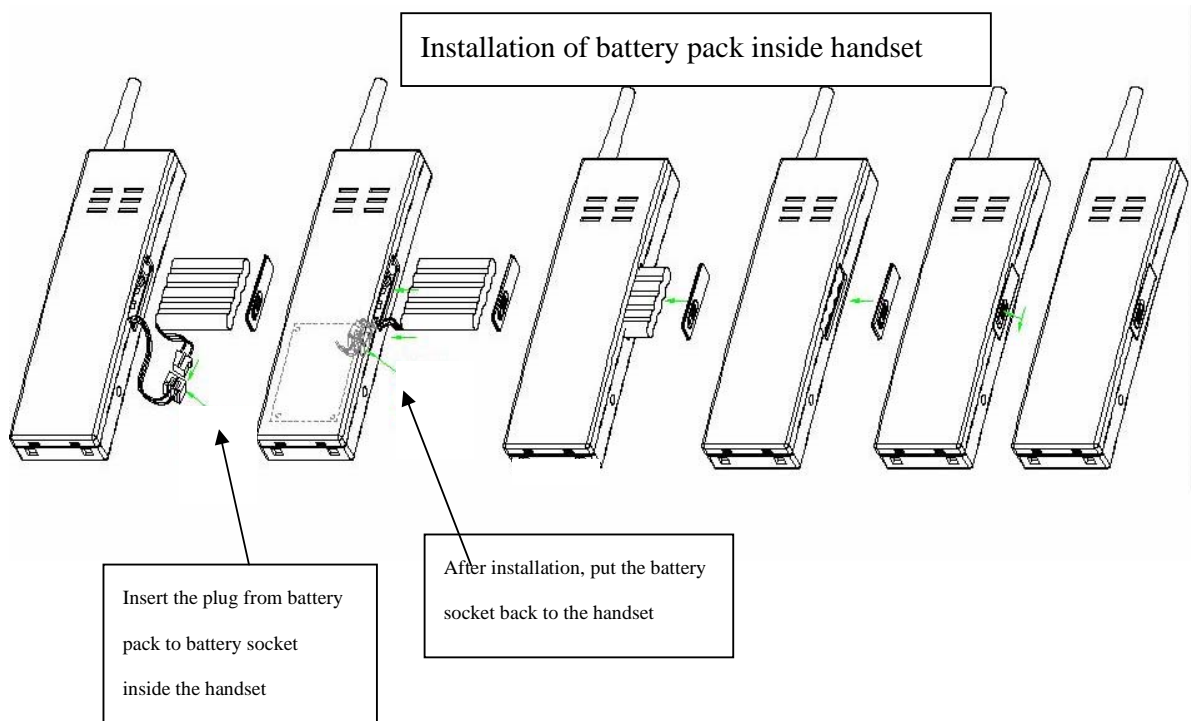 Installation of battery pack inside handset
After installation, put the battery
socket back to the handset
Insert the plug from battery
pack to battery socket
inside the handset